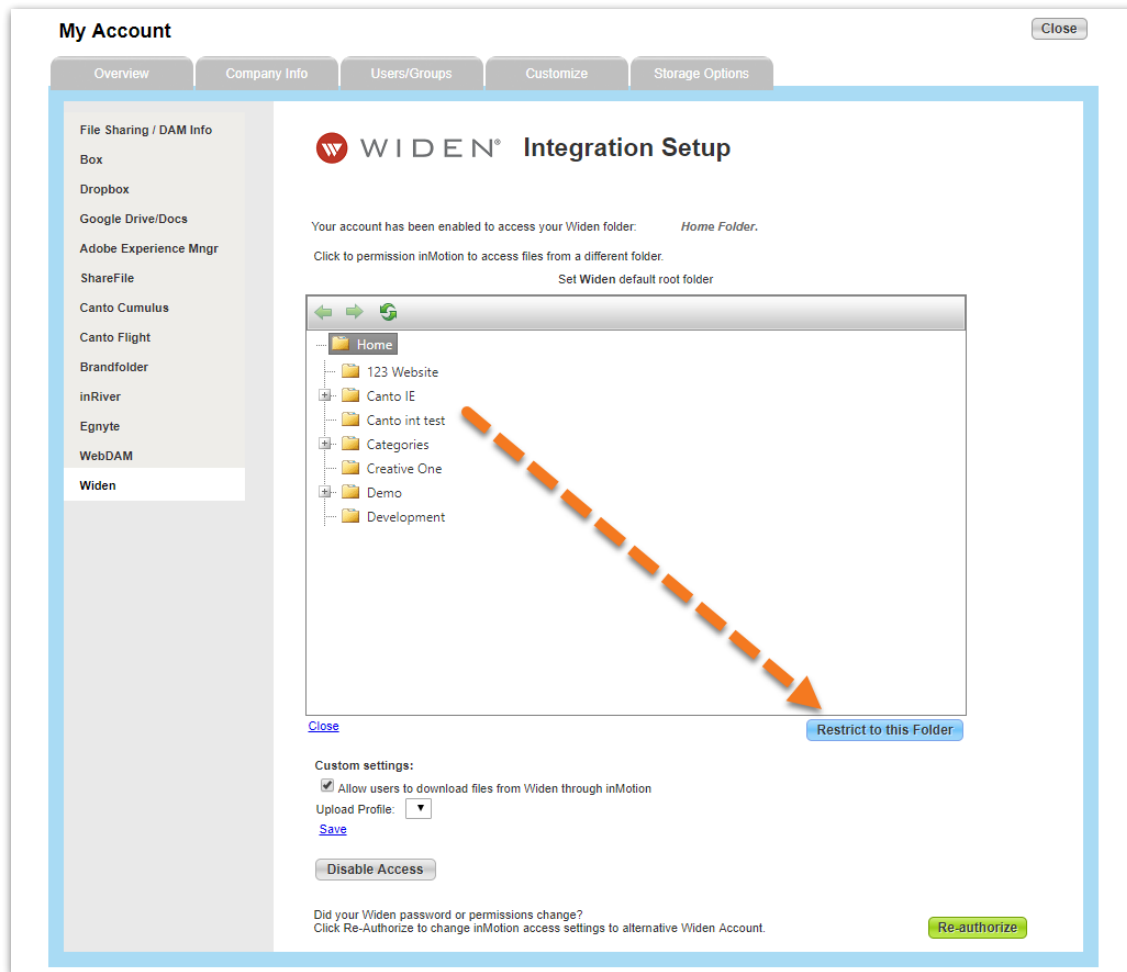 My Account
Close
Overview
Company Info
Users/Groups
Customize
Storage Options
File Sharing / DAM Info
Box
Dropbox
Google Drive/Docs
Adobe Experience Mngr
ShareFile
Canto Cumulus
Canto Flight
Brandfolder
inRiver
Egnyte
WebDAM
Widen
W WIDEN® Integration Setup
Your account has been enabled to access your Widen folder: Home Folder.
Click to permission inMotion to access files from a different folder.
Set Widen default root folder
Home
123 Website
Canto IE
Canto int test
Categories
Creative One
Demo
Development
Close
Restrict to this Folder
Custom settings:
Allow users to download files from Widen through inMotion
Upload Profile:
Save
Disable Access
Did your Widen password or permissions change?
Click Re-Authorize to change inMotion access settings to alternative Widen Account.
Re-authorize